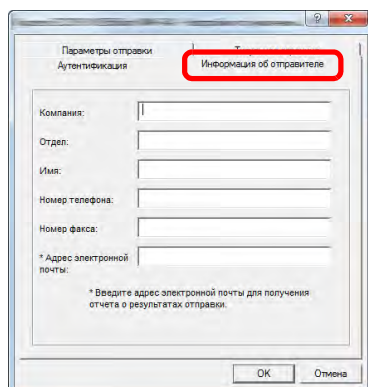 Параметры отправки
Аутентификация
Информация об отправителе
Компания:
Отдел:
Имя:
Номер телефона:
Номер факса:
* Адрес электронной
почты:
* Введите адрес электронной почты для получения
отчета о результатах отправки.
OK Отмена